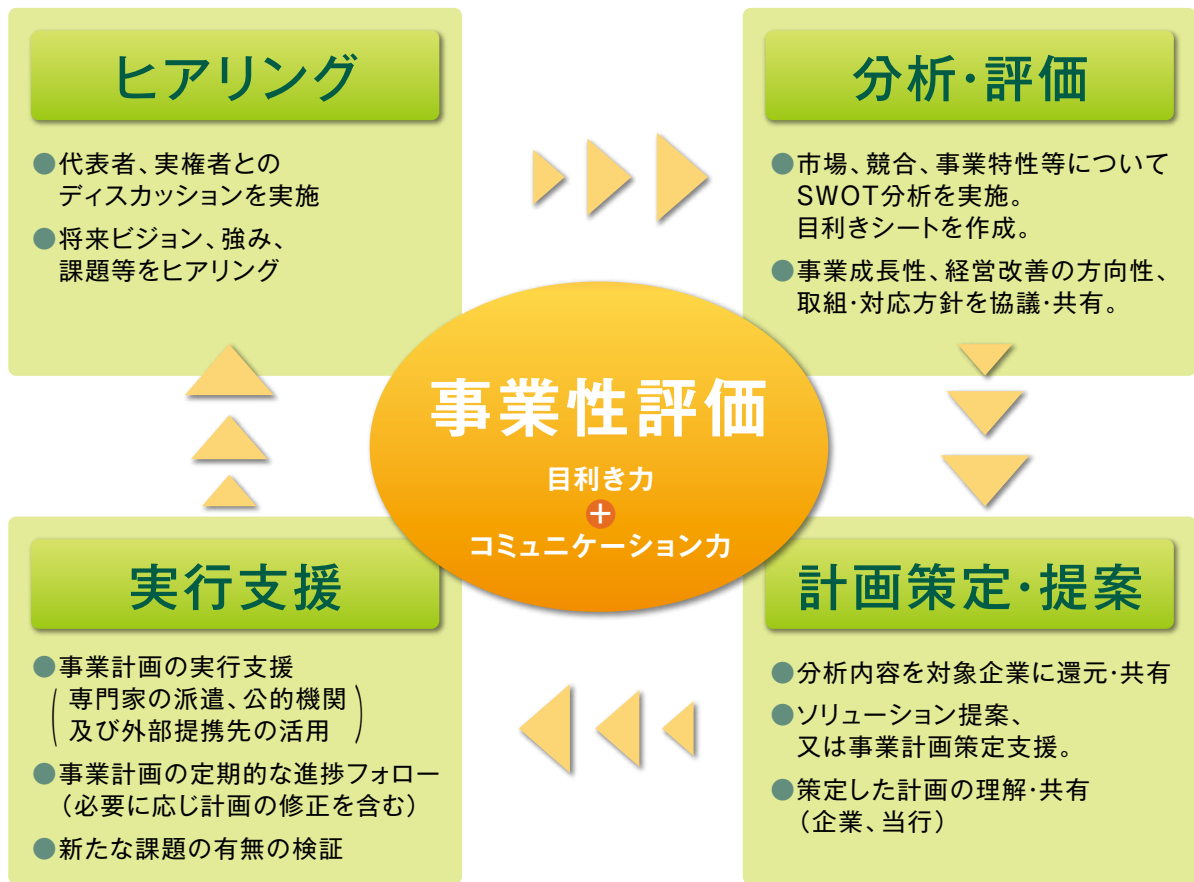 ヒアリング
●代表者、実権者との
ディスカッションを実施
●将来ビジョン、強み、
課題等をヒアリング
分析・評価
●市場、競合、事業特性等について
SWOT分析を実施。
目利きシートを作成。
●事業成長性、経営改善の方向性、
取組・対応方針を協議・共有。
事業性評価
目利き力
+
コミュニケーション力
実行支援
●事業計画の実行支援
(専門家の派遣、公的機関
及び外部提携先の活用)
●事業計画の定期的な進捗フォロー
(必要に応じ計画の修正を含む)
●新たな課題の有無の検証
計画策定・提案
●分析内容を対象企業に還元・共有
●ソリューション提案、
又は事業計画策定支援。
●策定した計画の理解・共有
(企業、当行)